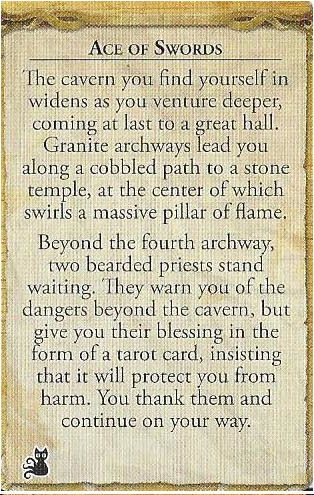 Ace of Swords
The cavern you find yourself in
widens as you venture deeper,
coming at last to a great hall.
Granite archways lead you
along a cobbled path to a stone
temple, at the center of which
swirls a massive pillar of flame.
Beyond the fourth archway,
two bearded priests stand
waiting. They warn you of the
dangers beyond the cavern, but
give you their blessing in the
form of a tarot card, insisting
that it will protect you from
harm. You thank them and
continue on your way.